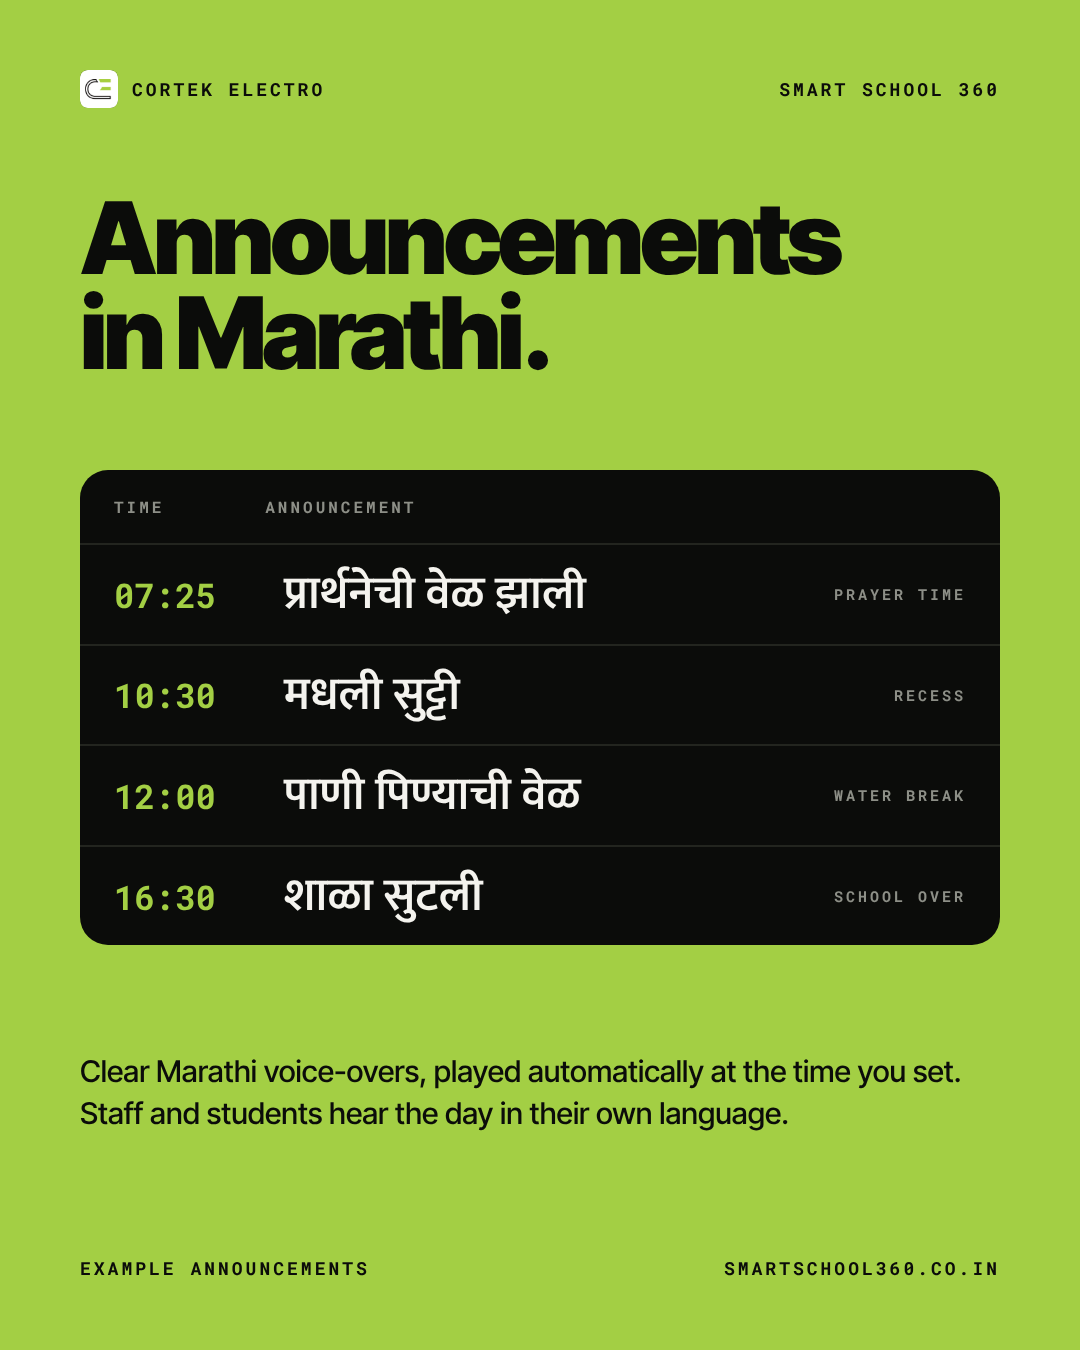 CORTEK ELECTRO
SMART SCHOOL 360
Announcements
in Marathi.
TIME ANNOUNCEMENT
07:25 प्रार्थनेची वेळ झाली PRAYER TIME
10:30 मधली सुट्टी RECESS
12:00 पाणी पिण्याची वेळ WATER BREAK
16:30 शाळा सुटली SCHOOL OVER
Clear Marathi voice-overs, played automatically at the time you set.
Staff and students hear the day in their own language.
EXAMPLE ANNOUNCEMENTS
SMARTSCHOOL360.CO.IN